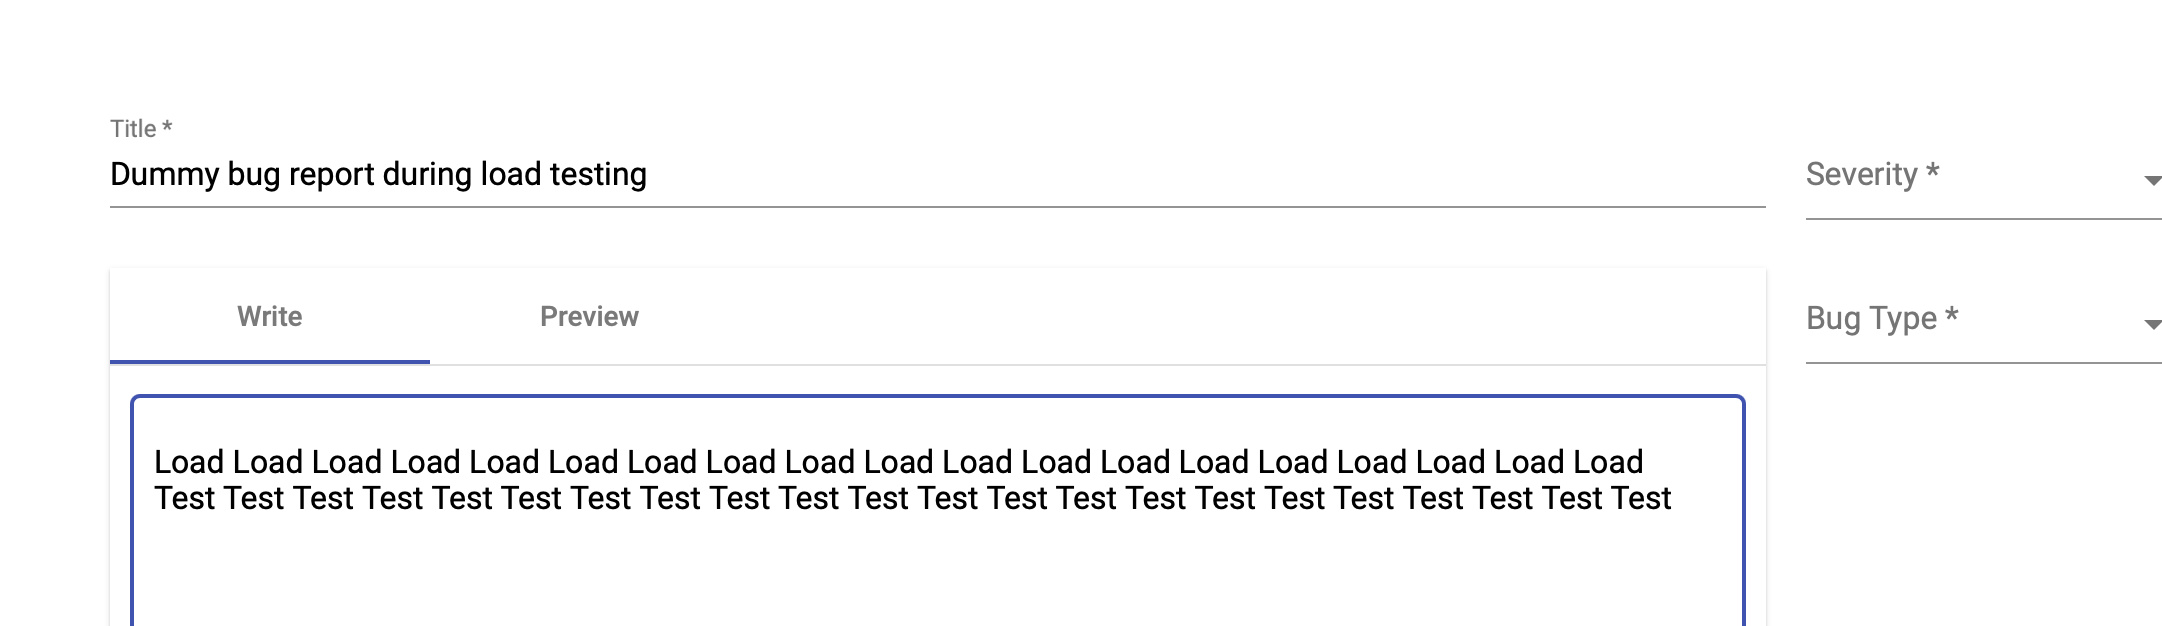 Title *
Dummy bug report during load testing
Severity *
Write
Preview
Bug Type *
Load Load Load Load Load Load Load Load Load Load Load Load Load Load Load Load Load Load Load
Test Test Test Test Test Test Test Test Test Test Test Test Test Test Test Test Test Test Test Test Test Test